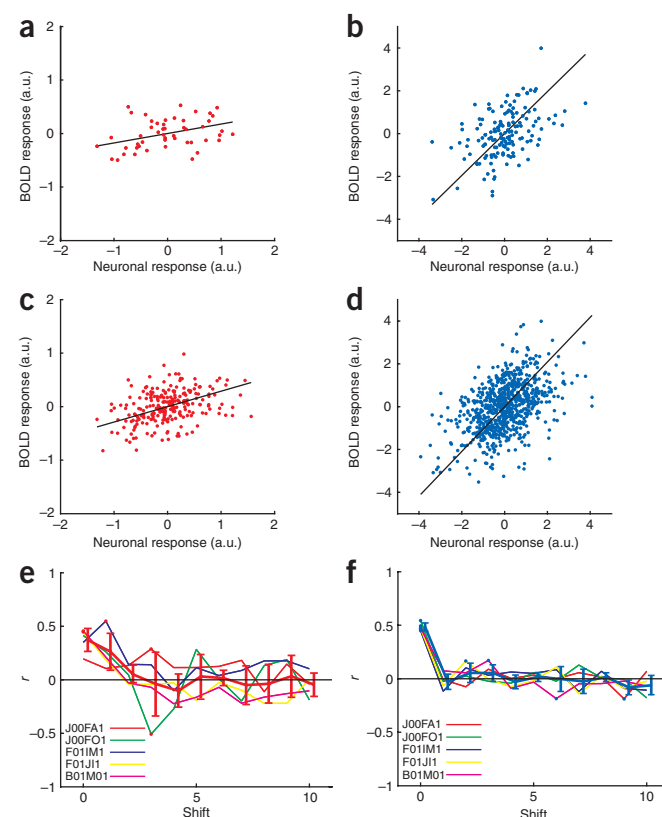 a
2
1
0
−1
−2
BOLD response (a.u.)
−2
−1
0
1
2
Neuronal response (a.u.)
b
4
2
0
−2
−4
BOLD response (a.u.)
−4
−2
0
2
4
Neuronal response (a.u.)
c
2
1
0
−1
−2
BOLD response (a.u.)
−2
−1
0
1
2
Neuronal response (a.u.)
d
4
2
0
−2
−4
BOLD response (a.u.)
−4
−2
0
2
4
Neuronal response (a.u.)
e
1
0.5
0
−0.5
−1
r
J00FA1
J00FO1
F01IM1
F01JI1
B01M01
0
5
10
Shift
f
1
0.5
0
−0.5
−1
r
J00FA1
J00FO1
F01IM1
F01JI1
B01M01
0
5
10
Shift